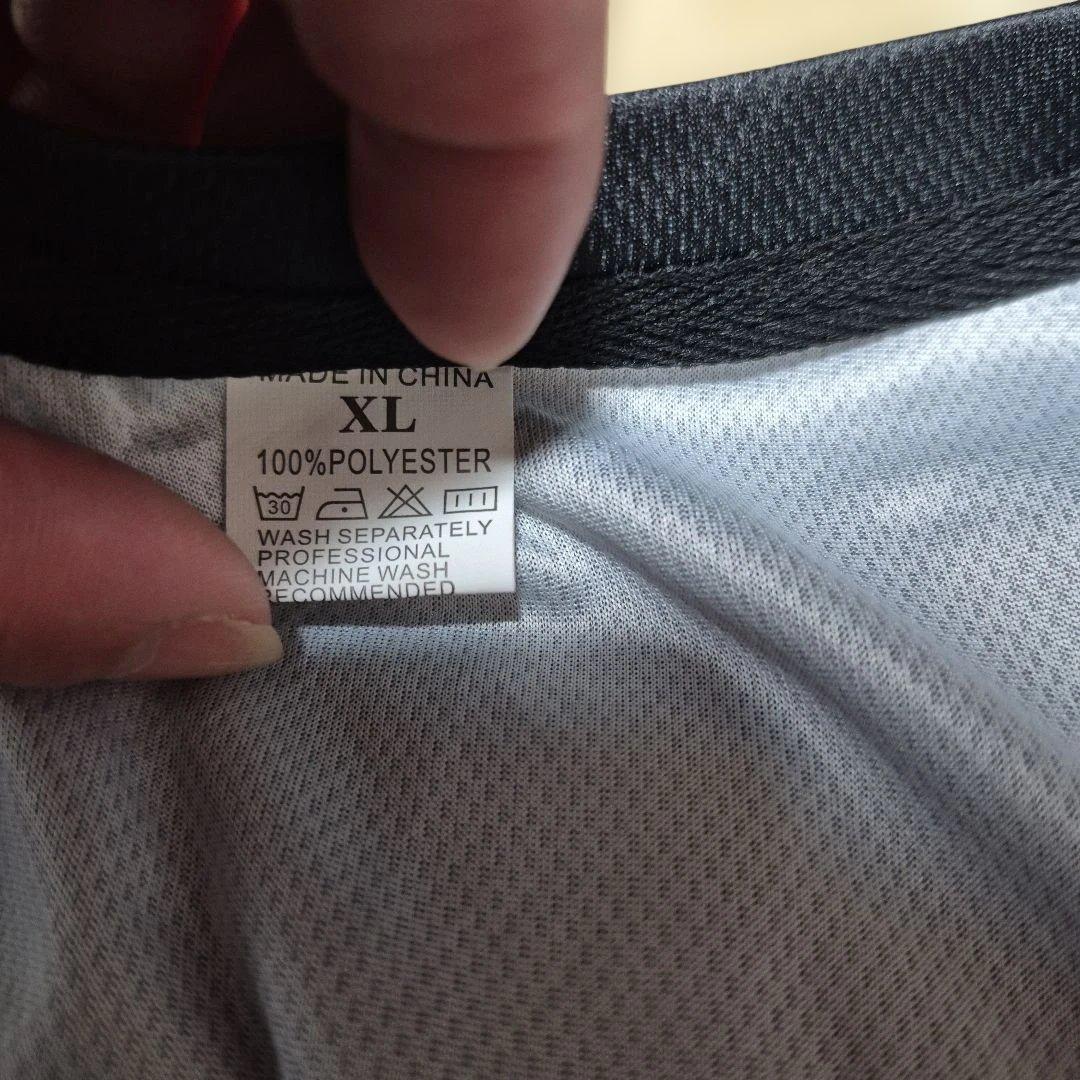 MADE IN CHINA
XL
100%POLYESTER
30
WASH SEPARATELY
PROFESSIONAL
MACHINE WASH
RECOMMENDED